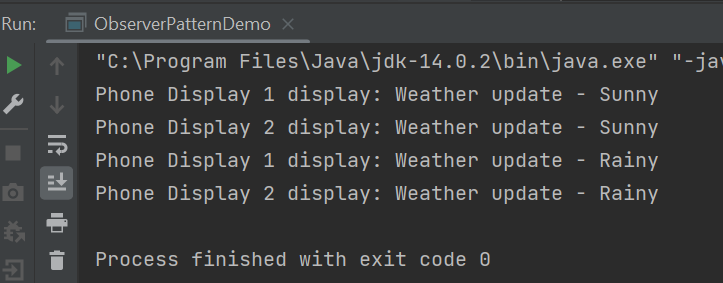 Run: ObserverPatternDemo
"C:\Program Files\Java\jdk-14.0.2\bin\java.exe" "-jav
Phone Display 1 display: Weather update - Sunny
Phone Display 2 display: Weather update - Sunny
Phone Display 1 display: Weather update - Rainy
Phone Display 2 display: Weather update - Rainy
Process finished with exit code 0